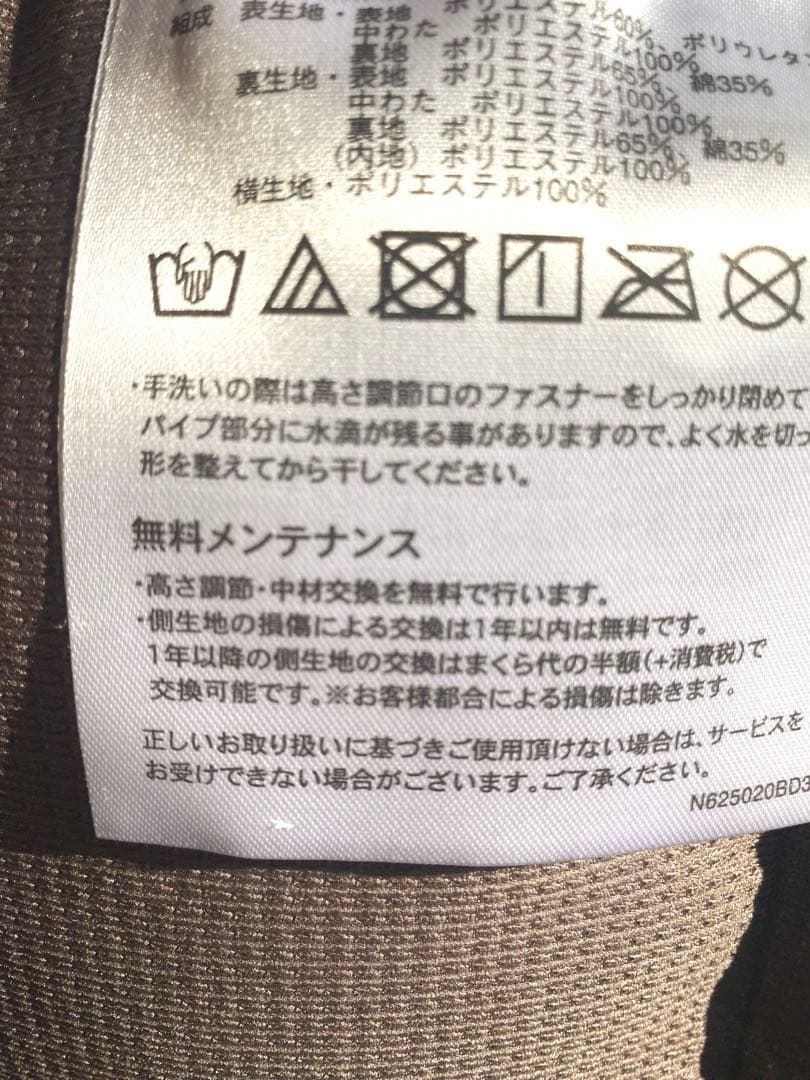 組成 表生地・表地 ポリエステル60%、ポリウレタ
中わた ポリエステル100%
裏地 ポリエステル65%、綿35%
裏生地・表地 ポリエステル100%
中わた ポリエステル100%
裏地 ポリエステル65%、綿35%
(内地) ポリエステル100%
横生地・ポリエステル100%
・手洗いの際は高さ調節口のファスナーをしっかり閉めて
パイプ部分に水滴が残る事がありますので、よく水を切っ
形を整えてから干してください。
無料メンテナンス
・高さ調節・中材交換を無料で行います。
・側生地の損傷による交換は1年以内は無料です。
1年以降の側生地の交換はまくら代の半額(+消費税)で
交換可能です。※お客様都合による損傷は除きます。
正しいお取り扱いに基づきご使用頂けない場合は、サービスを
お受けできない場合がございます。ご了承ください。
N625020BD3